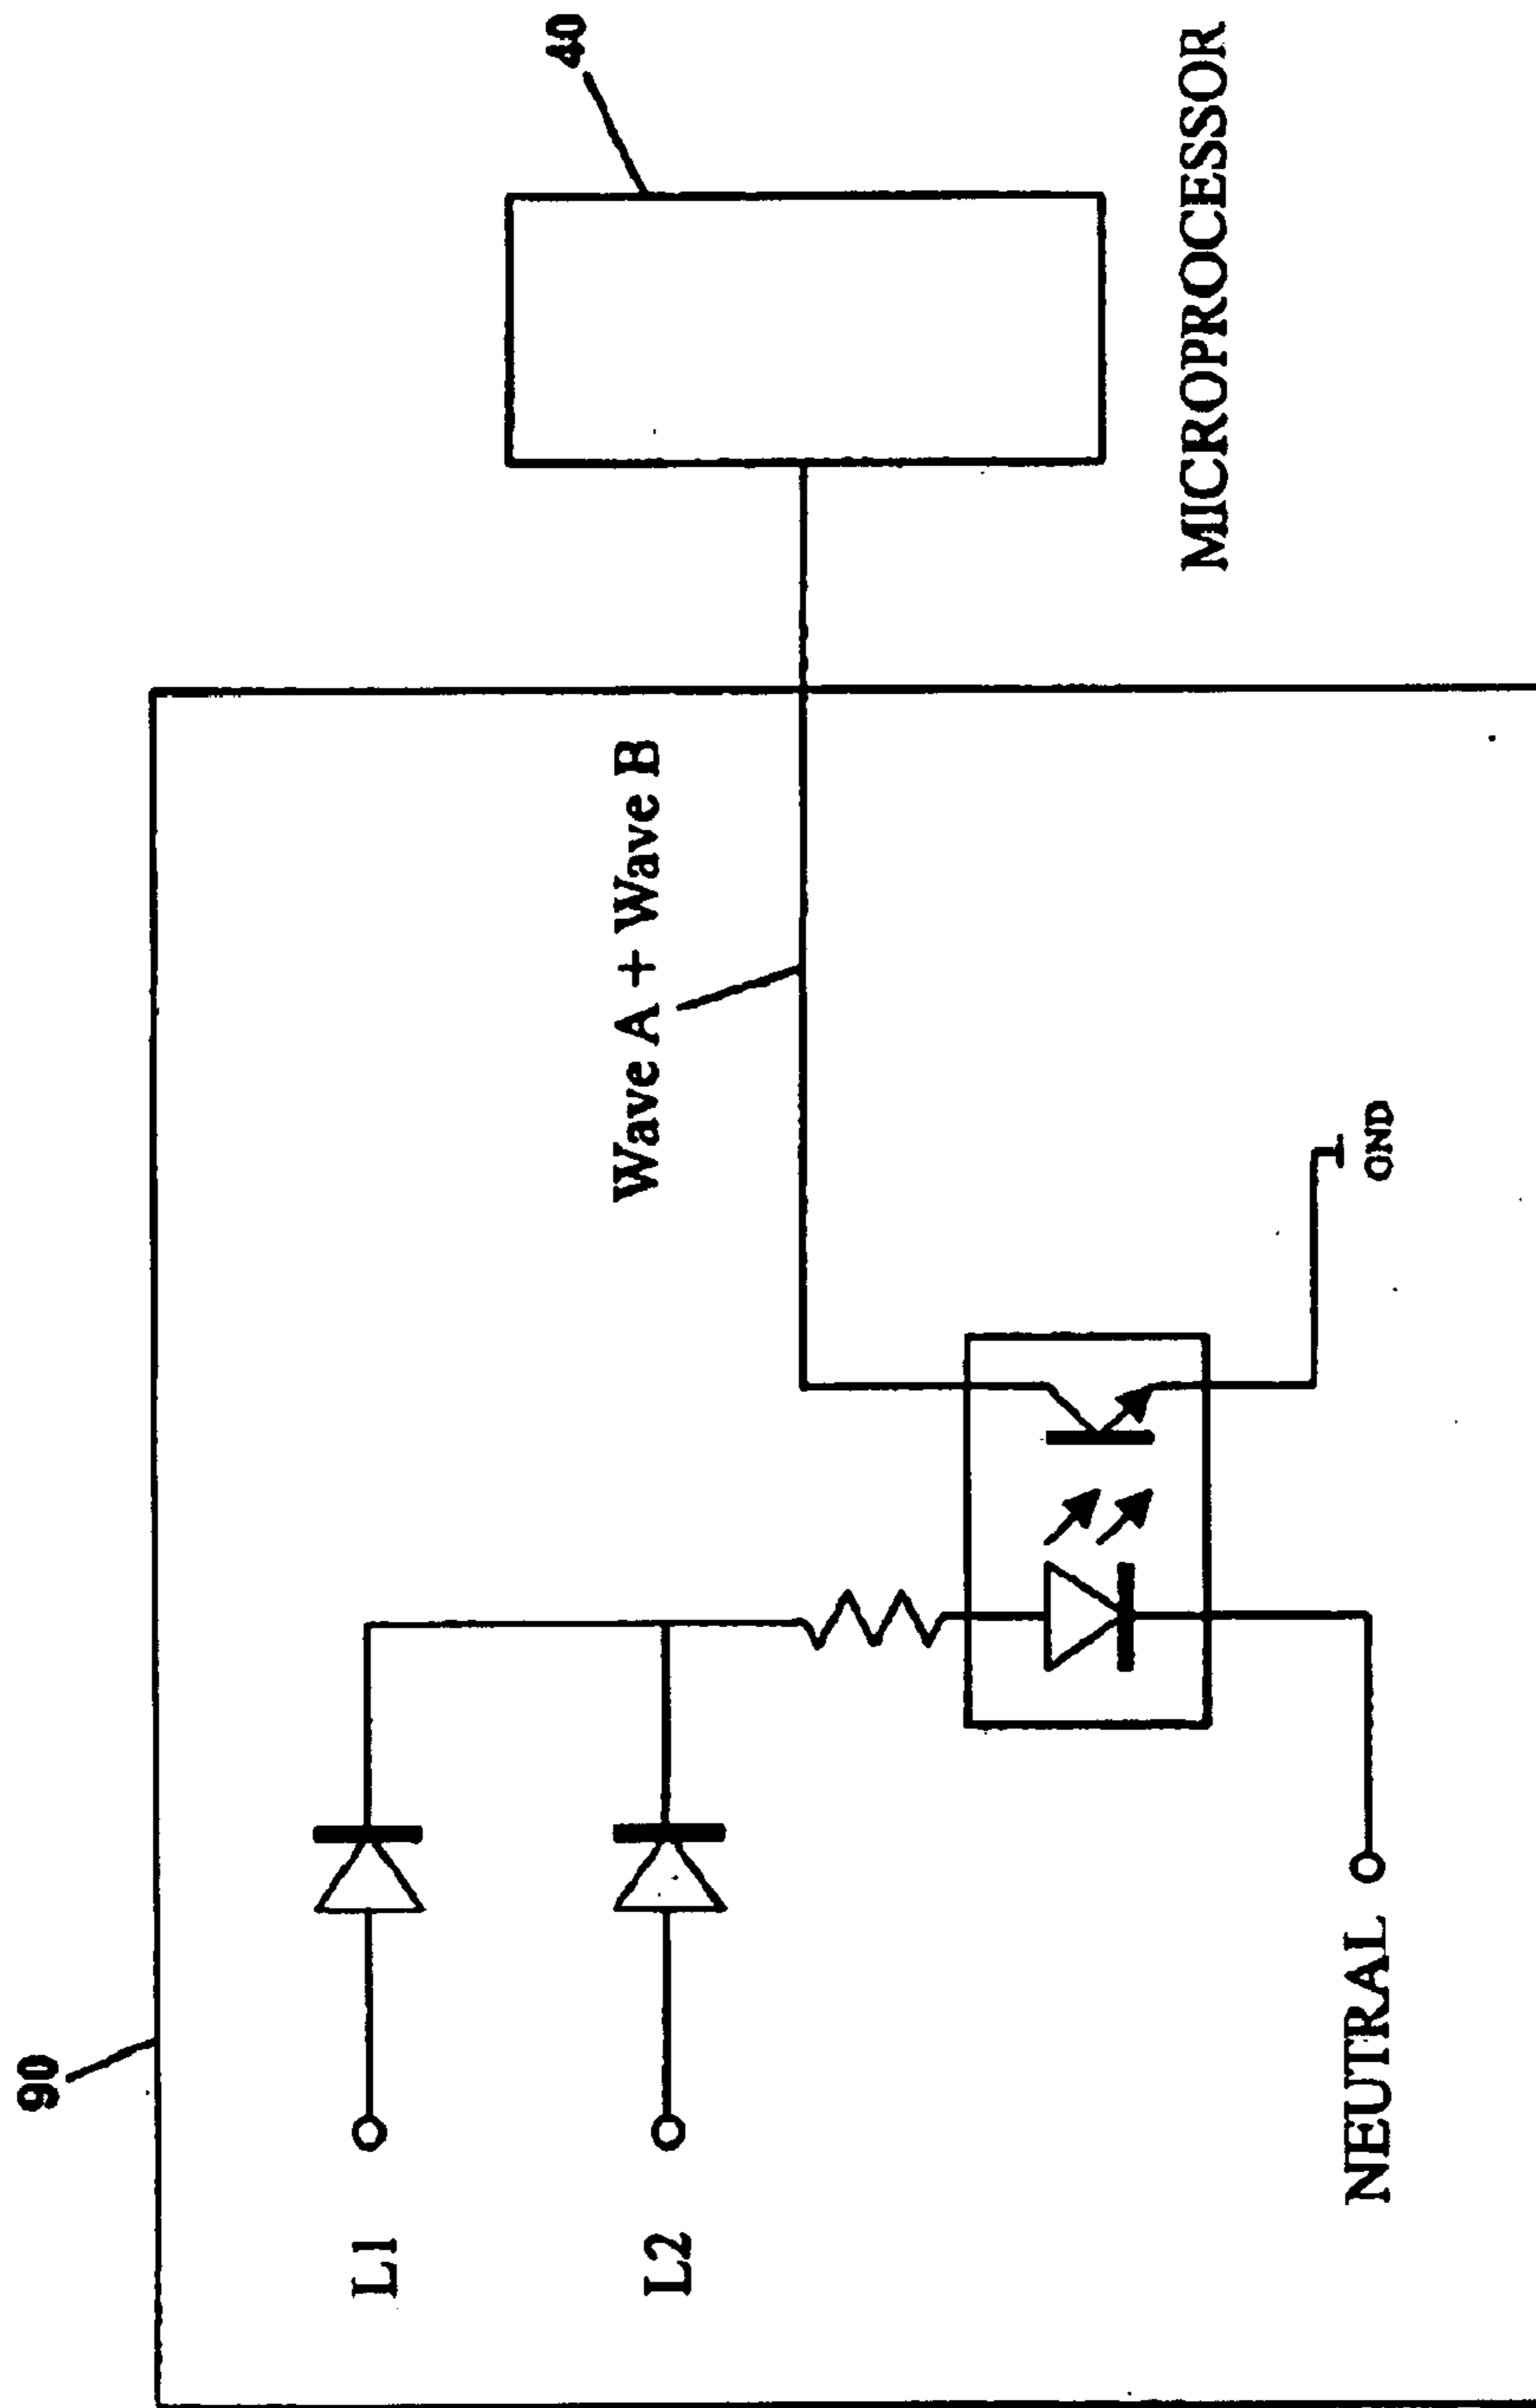 90
40
L1
L2
Wave A + Wave B
GND
NEUTRAL
MICROPROCESSOR